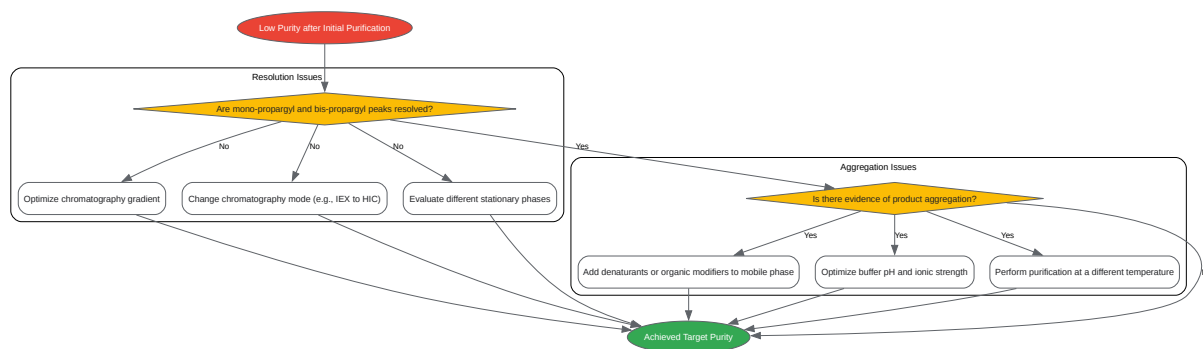 Low Purity after Initial Purification
Resolution Issues
Are mono-propargyl and bis-propargyl peaks resolved?
No
No
No
Yes
Optimize chromatography gradient
Change chromatography mode (e.g., IEX to HIC)
Evaluate different stationary phases
Aggregation Issues
Is there evidence of product aggregation?
Yes
Yes
Yes
Add denaturants or organic modifiers to mobile phase
Optimize buffer pH and ionic strength
Perform purification at a different temperature
Achieved Target Purity